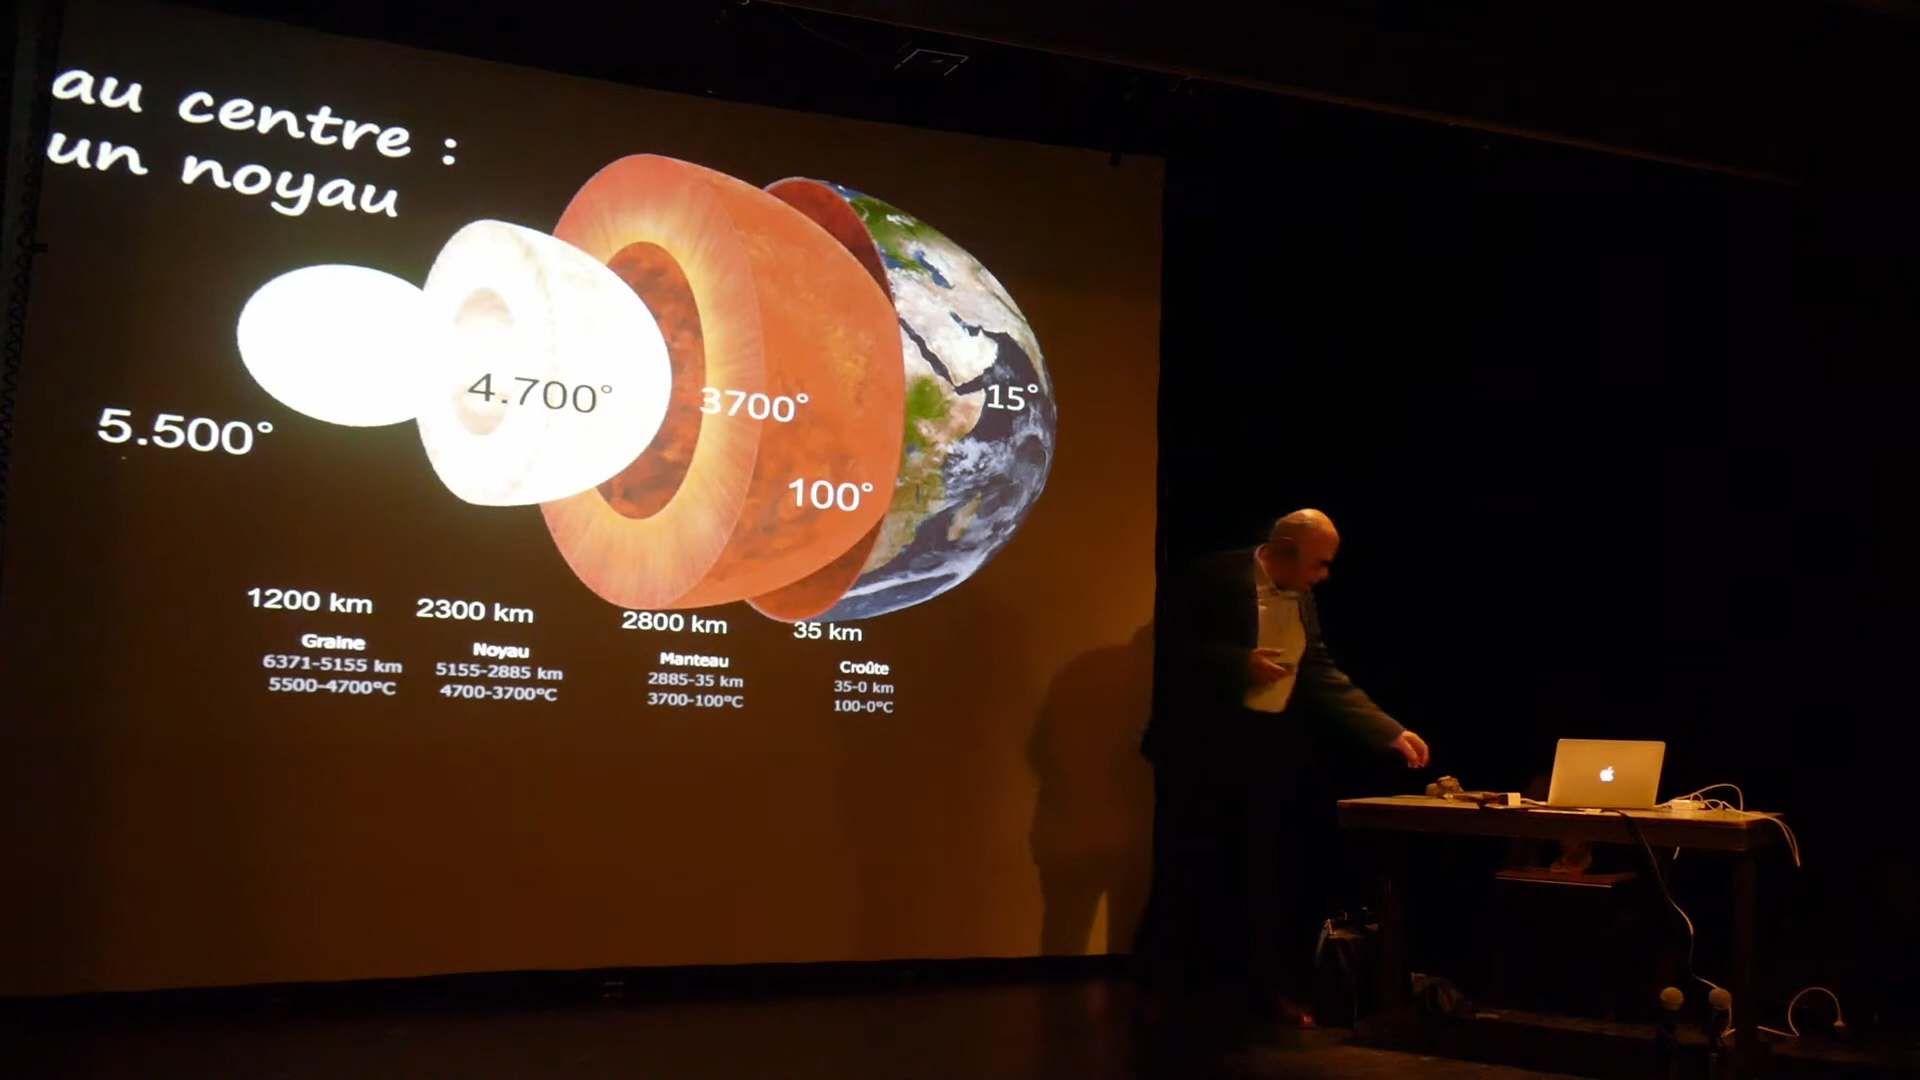 au centre :
un noyau
5.500°
4.700°
3700°
100°
15°
1200 km
2300 km
2800 km
35 km
Graine
6371-5155 km
5500-4700°C
Noyau
5155-2885 km
4700-3700°C
Manteau
2885-35 km
3700-100°C
Croûte
35-0 km
100-0°C